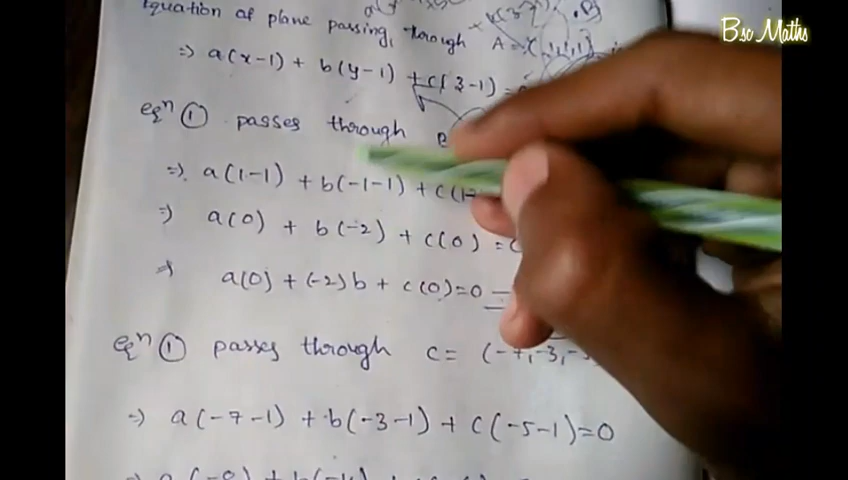 Bsc Maths
Equation of plane passing through A = (1,1,1) is
⇒ a(x-1) + b(y-1) + c(z-1) =
eqⁿ ① passes through
⇒ a(1-1) + b(-1-1) + c(1-
⇒ a(0) + b(-2) + c(0) =
⇒ a(0) + (-2)b + c(0) = 0
eqⁿ ① passes through c = (-7,-3,-5)
⇒ a(-7-1) + b(-3-1) + c(-5-1) = 0